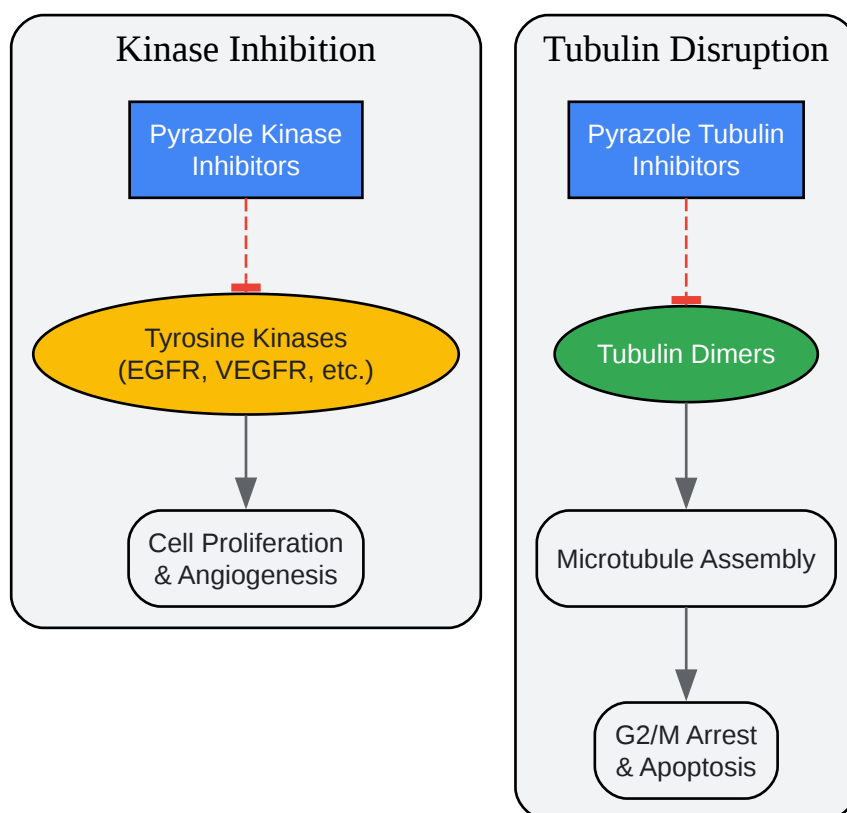 Kinase Inhibition
Pyrazole Kinase
Inhibitors
Tyrosine Kinases
(EGFR, VEGFR, etc.)
Cell Proliferation
& Angiogenesis
Tubulin Disruption
Pyrazole Tubulin
Inhibitors
Tubulin Dimers
Microtubule Assembly
G2/M Arrest
& Apoptosis